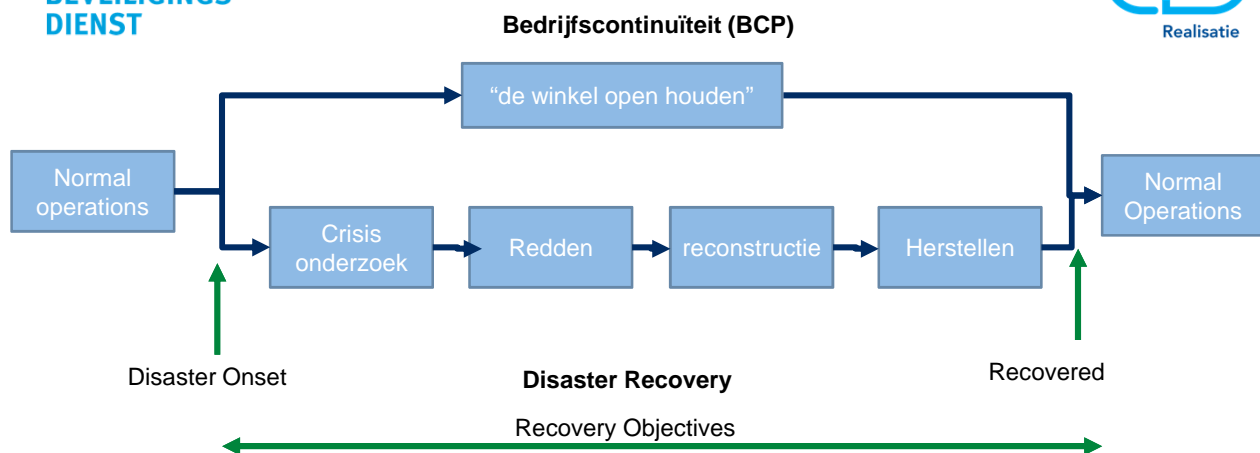 BEVEILIGINGS
DIENST
Realisatie
Bedrijfscontinuïteit (BCP)
“de winkel open houden”
Normal
operations
Crisis
onderzoek
Redden
reconstructie
Herstellen
Normal
Operations
Disaster Onset
Disaster Recovery
Recovered
Recovery Objectives